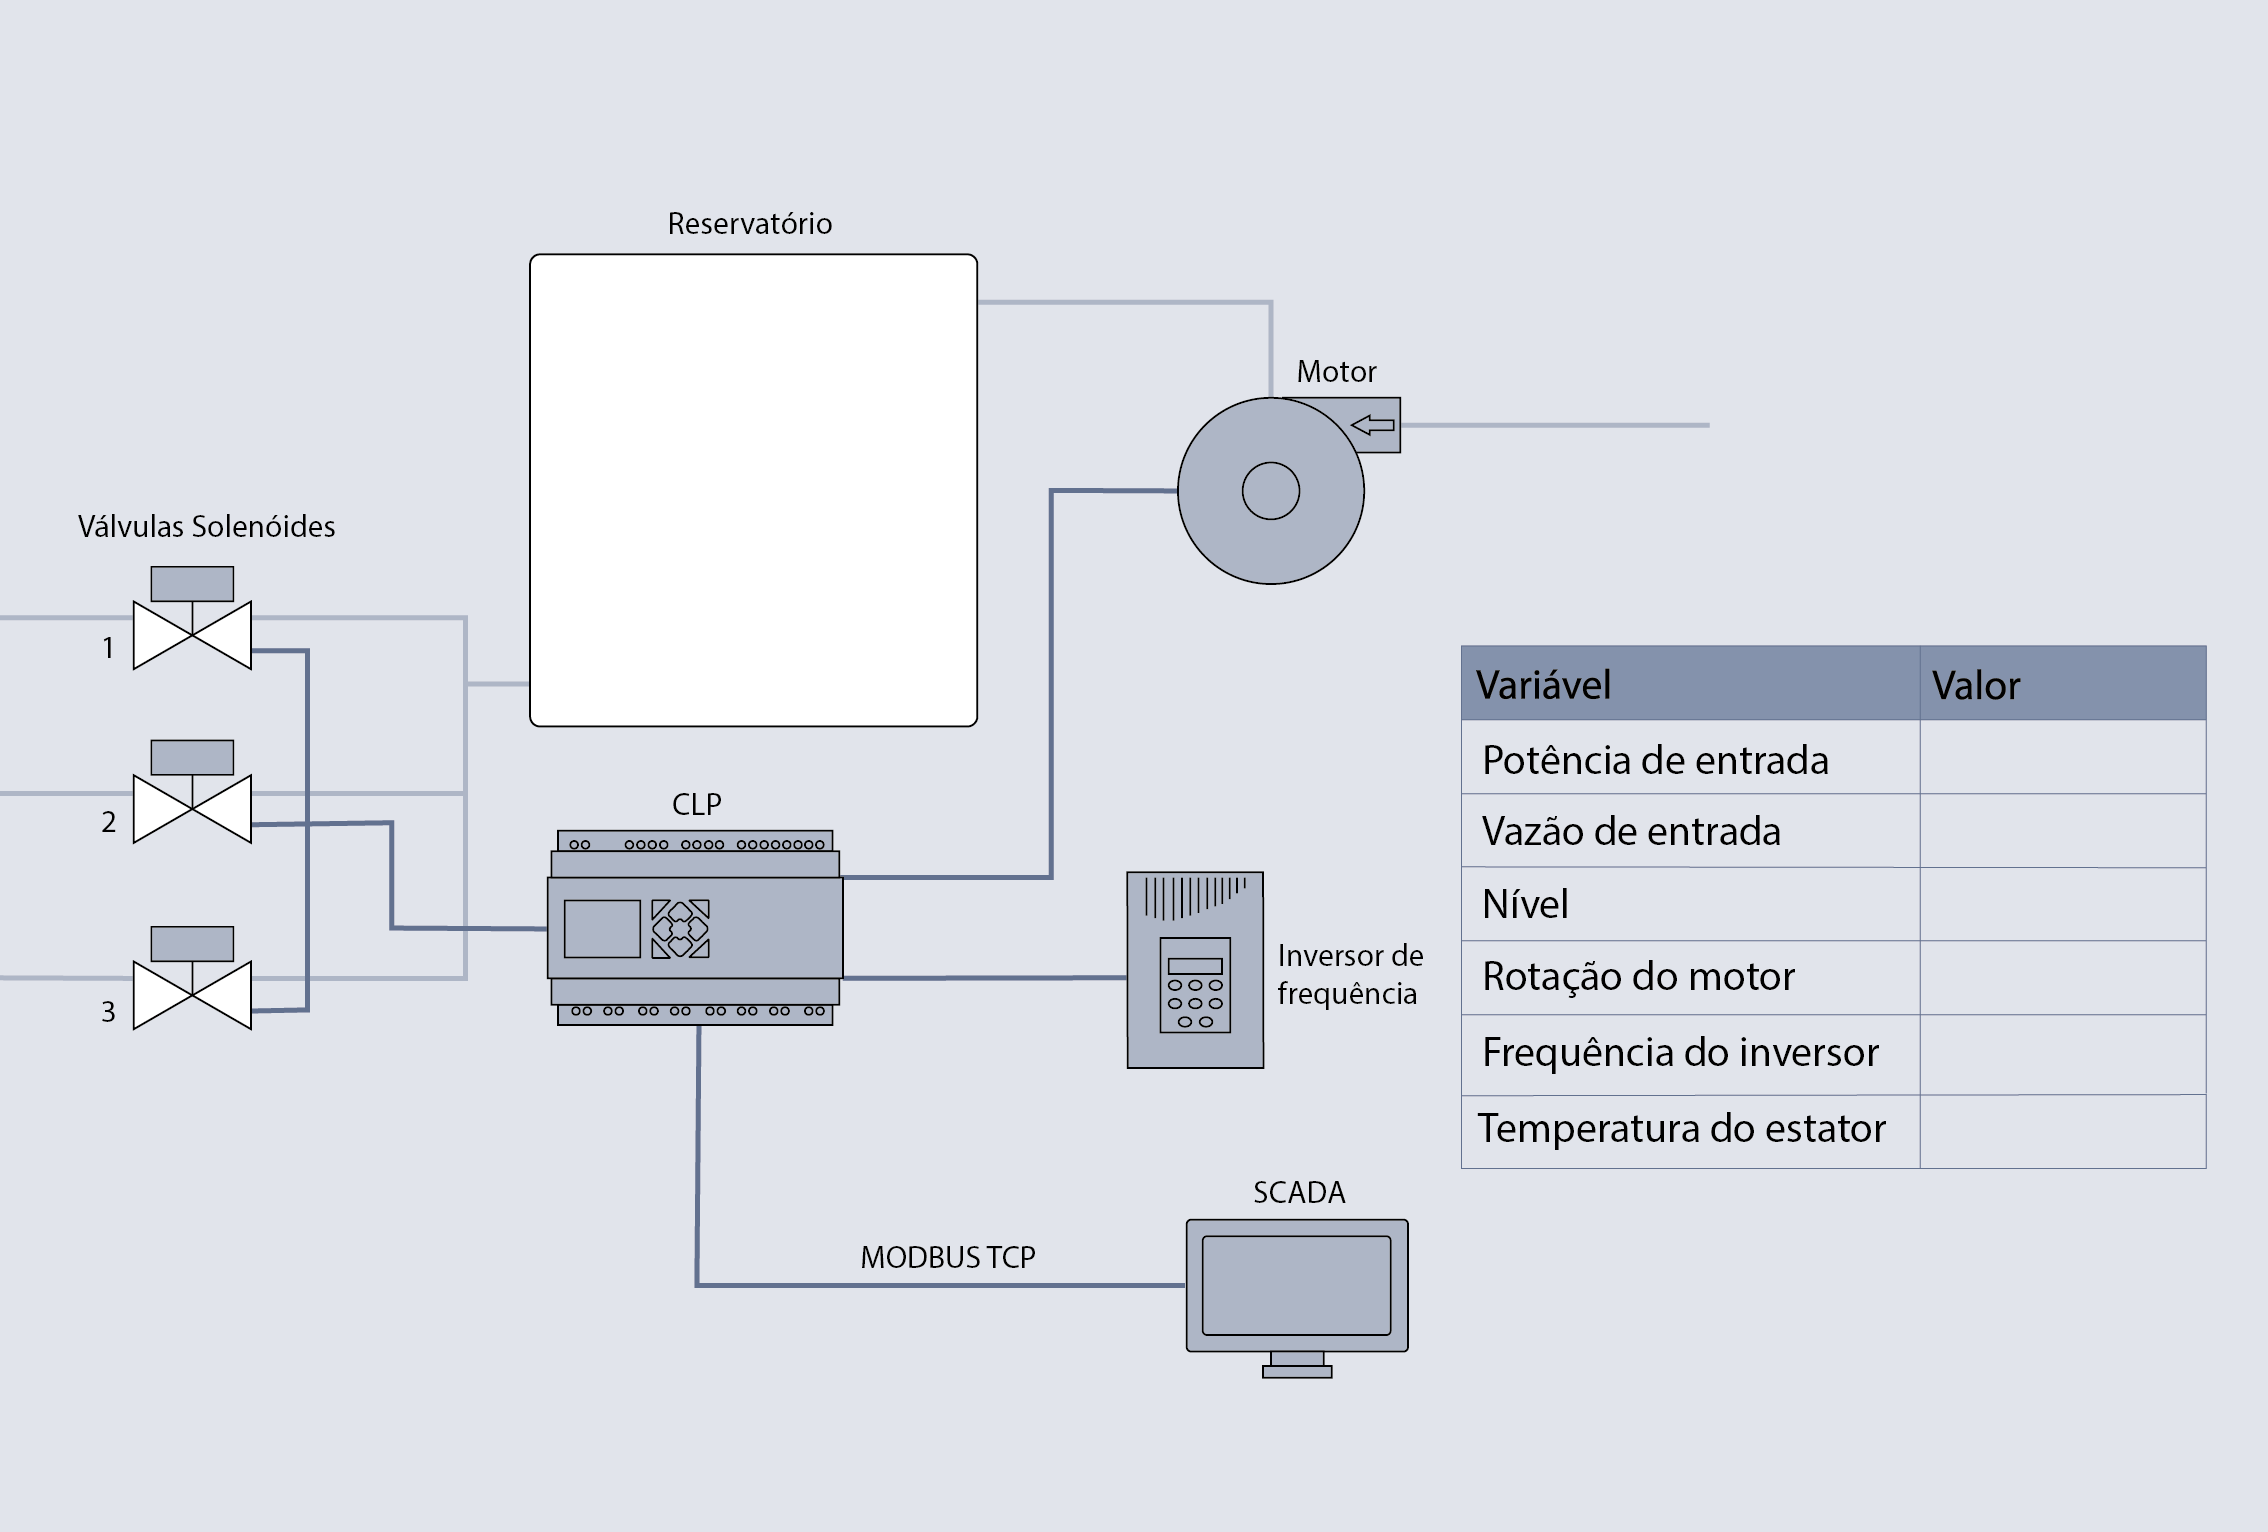 Reservatório
Motor
Válvulas Solenóides
1
2
3
CLP
Inversor de
frequência
SCADA
MODBUS TCP
Variável Valor
Potência de entrada
Vazão de entrada
Nível
Rotação do motor
Frequência do inversor
Temperatura do estator